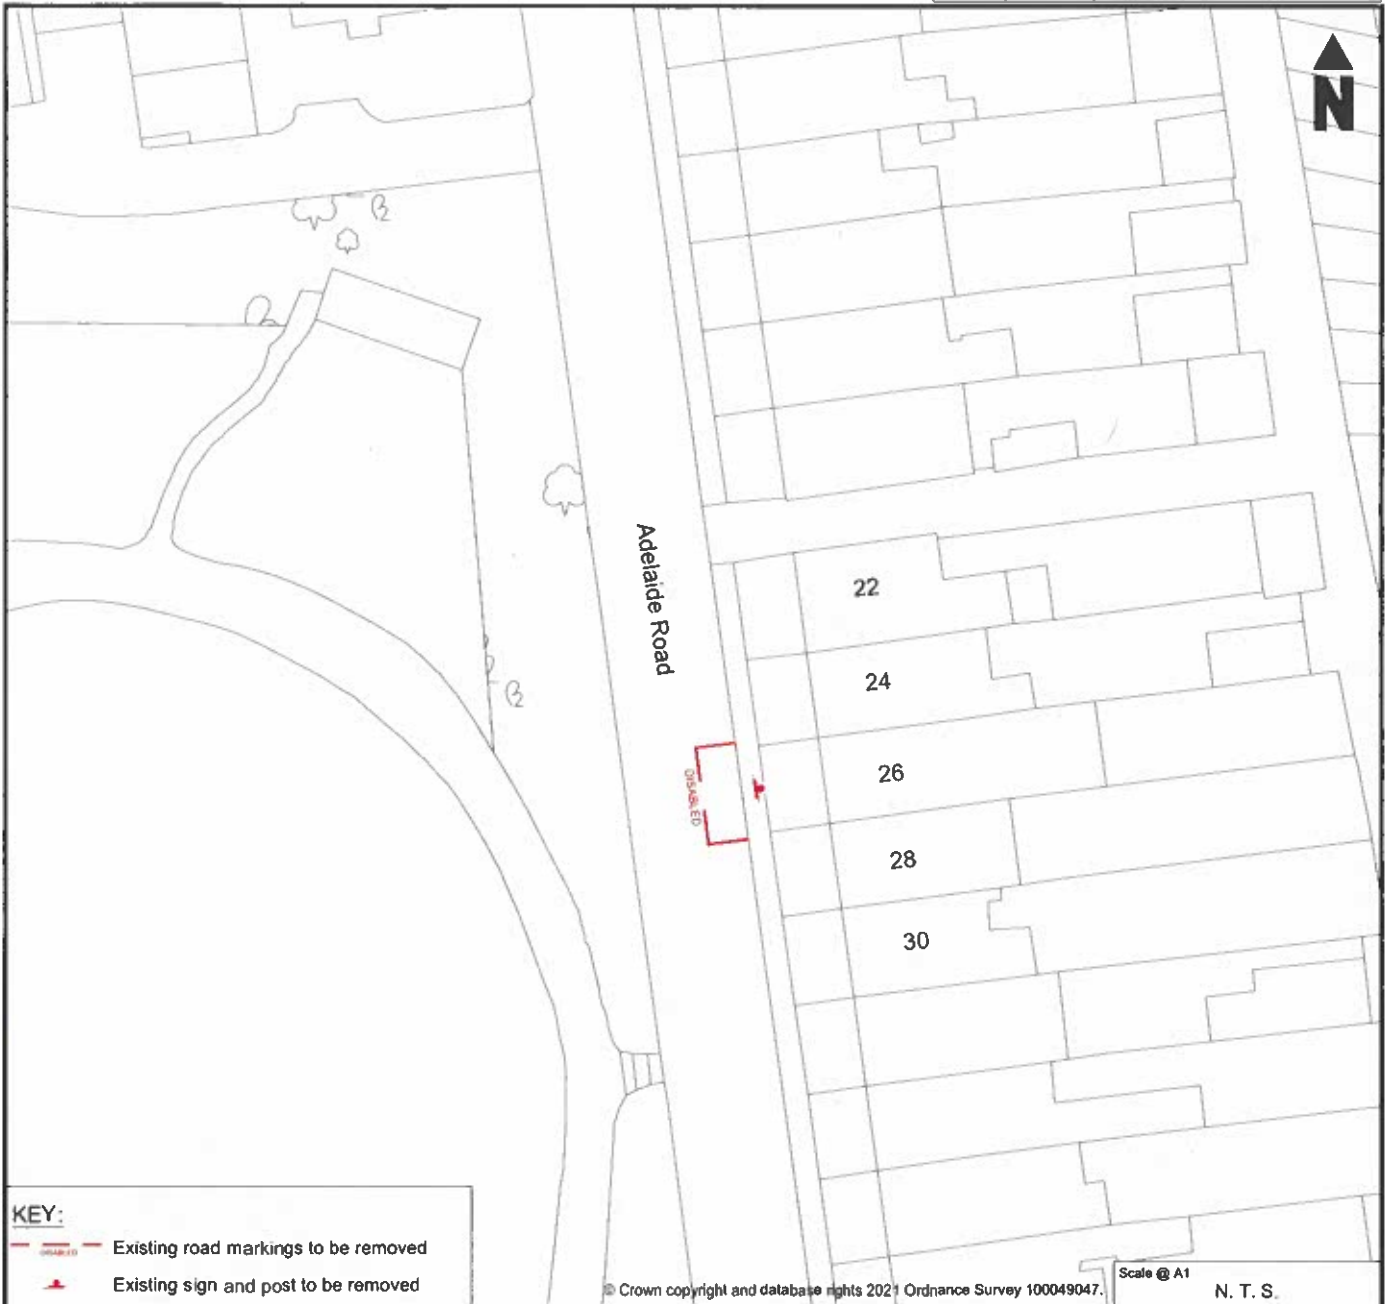 N
Adelaide Road
22
24
26
DISABLED
28
30
KEY:
DISABLED Existing road markings to be removed
Existing sign and post to be removed
© Crown copyright and database rights 2021 Ordnance Survey 100049047.
Scale @ A1
N. T. S.